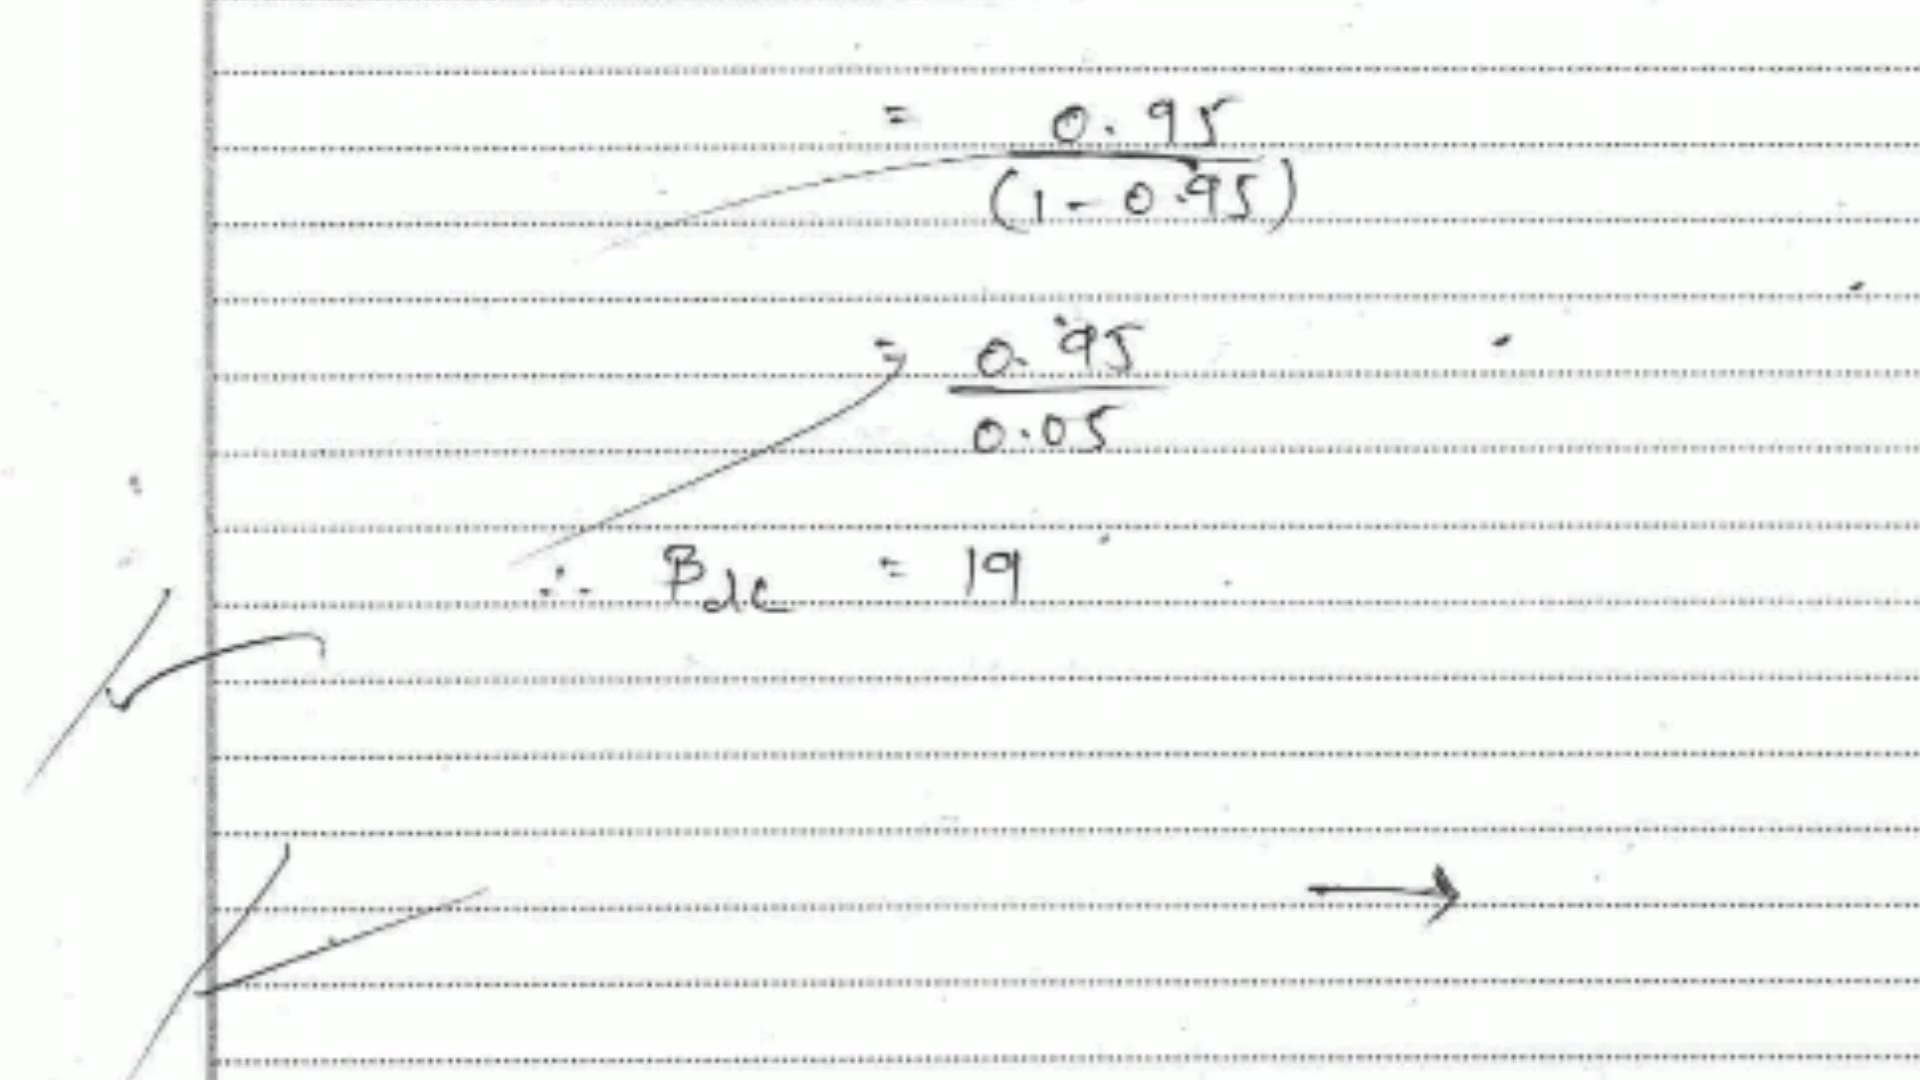 = 0.95 / (1 - 0.95)
= 0.95 / 0.05
∴ βdc = 19
→